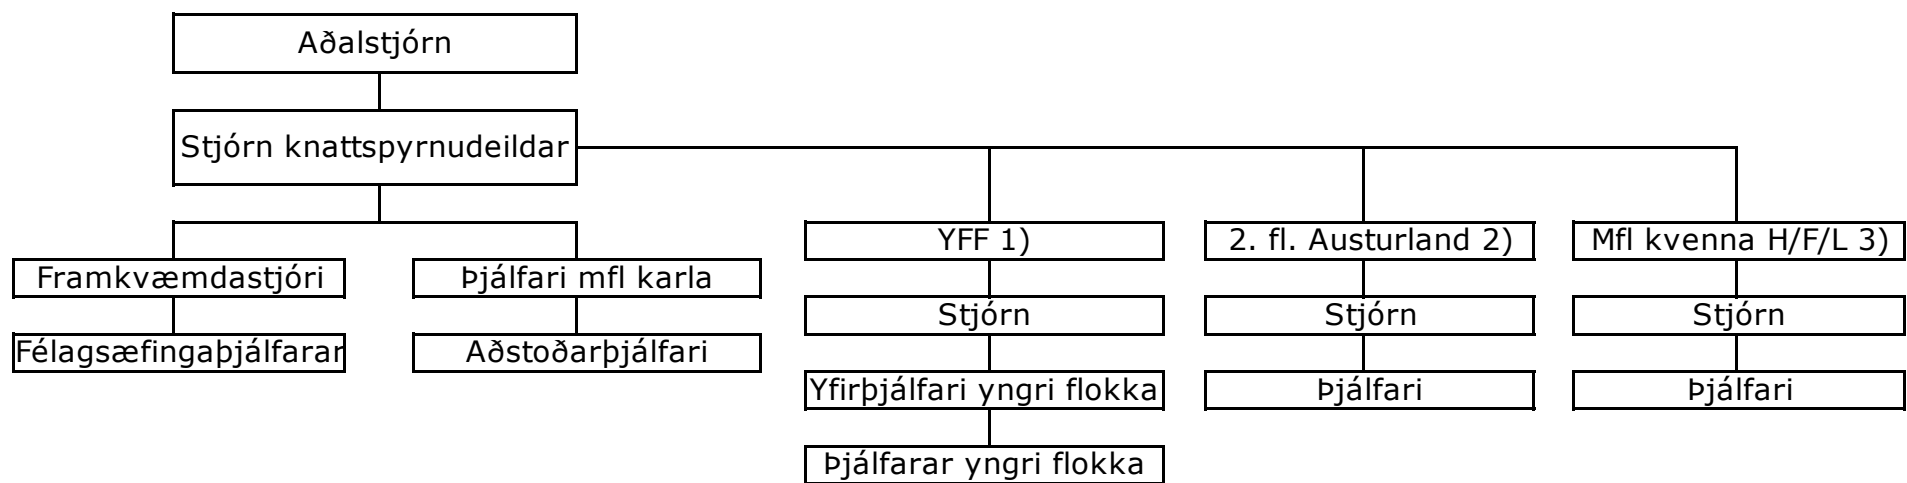 Aðalstjórn
Stjórn knattspyrnudeildar
YFF 1)
2. fl. Austurland 2)
Mfl kvenna H/F/L 3)
Framkvæmdastjóri
Þjálfari mfl karla
Stjórn
Stjórn
Stjórn
Félagsæfingaþjálfarar
Aðstoðarþjálfari
Yfirþjálfari yngri flokka
Þjálfari
Þjálfari
Þjálfarar yngri flokka